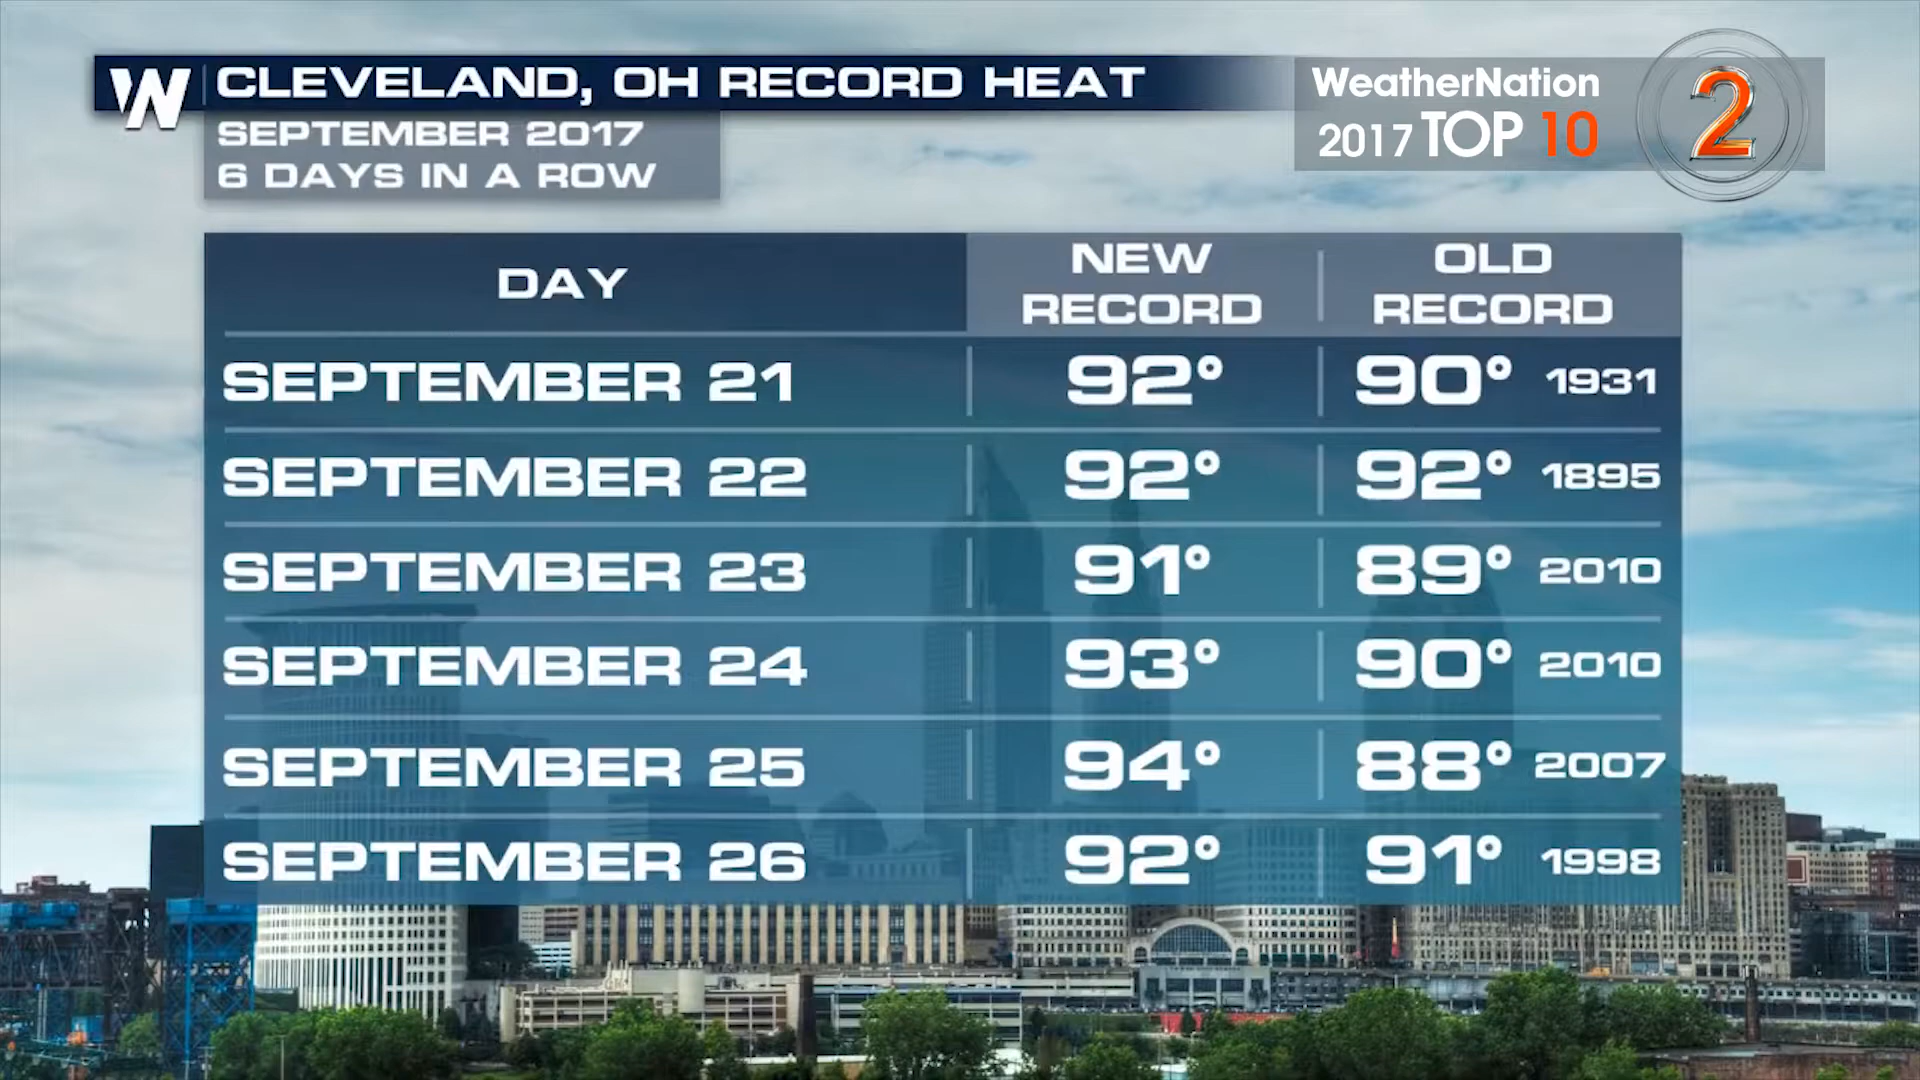 W CLEVELAND, OH RECORD HEAT
SEPTEMBER 2017
6 DAYS IN A ROW
WeatherNation
2017 TOP 10
2
DAY NEW RECORD OLD RECORD
SEPTEMBER 21 92° 90° 1931
SEPTEMBER 22 92° 92° 1895
SEPTEMBER 23 91° 89° 2010
SEPTEMBER 24 93° 90° 2010
SEPTEMBER 25 94° 88° 2007
SEPTEMBER 26 92° 91° 1998